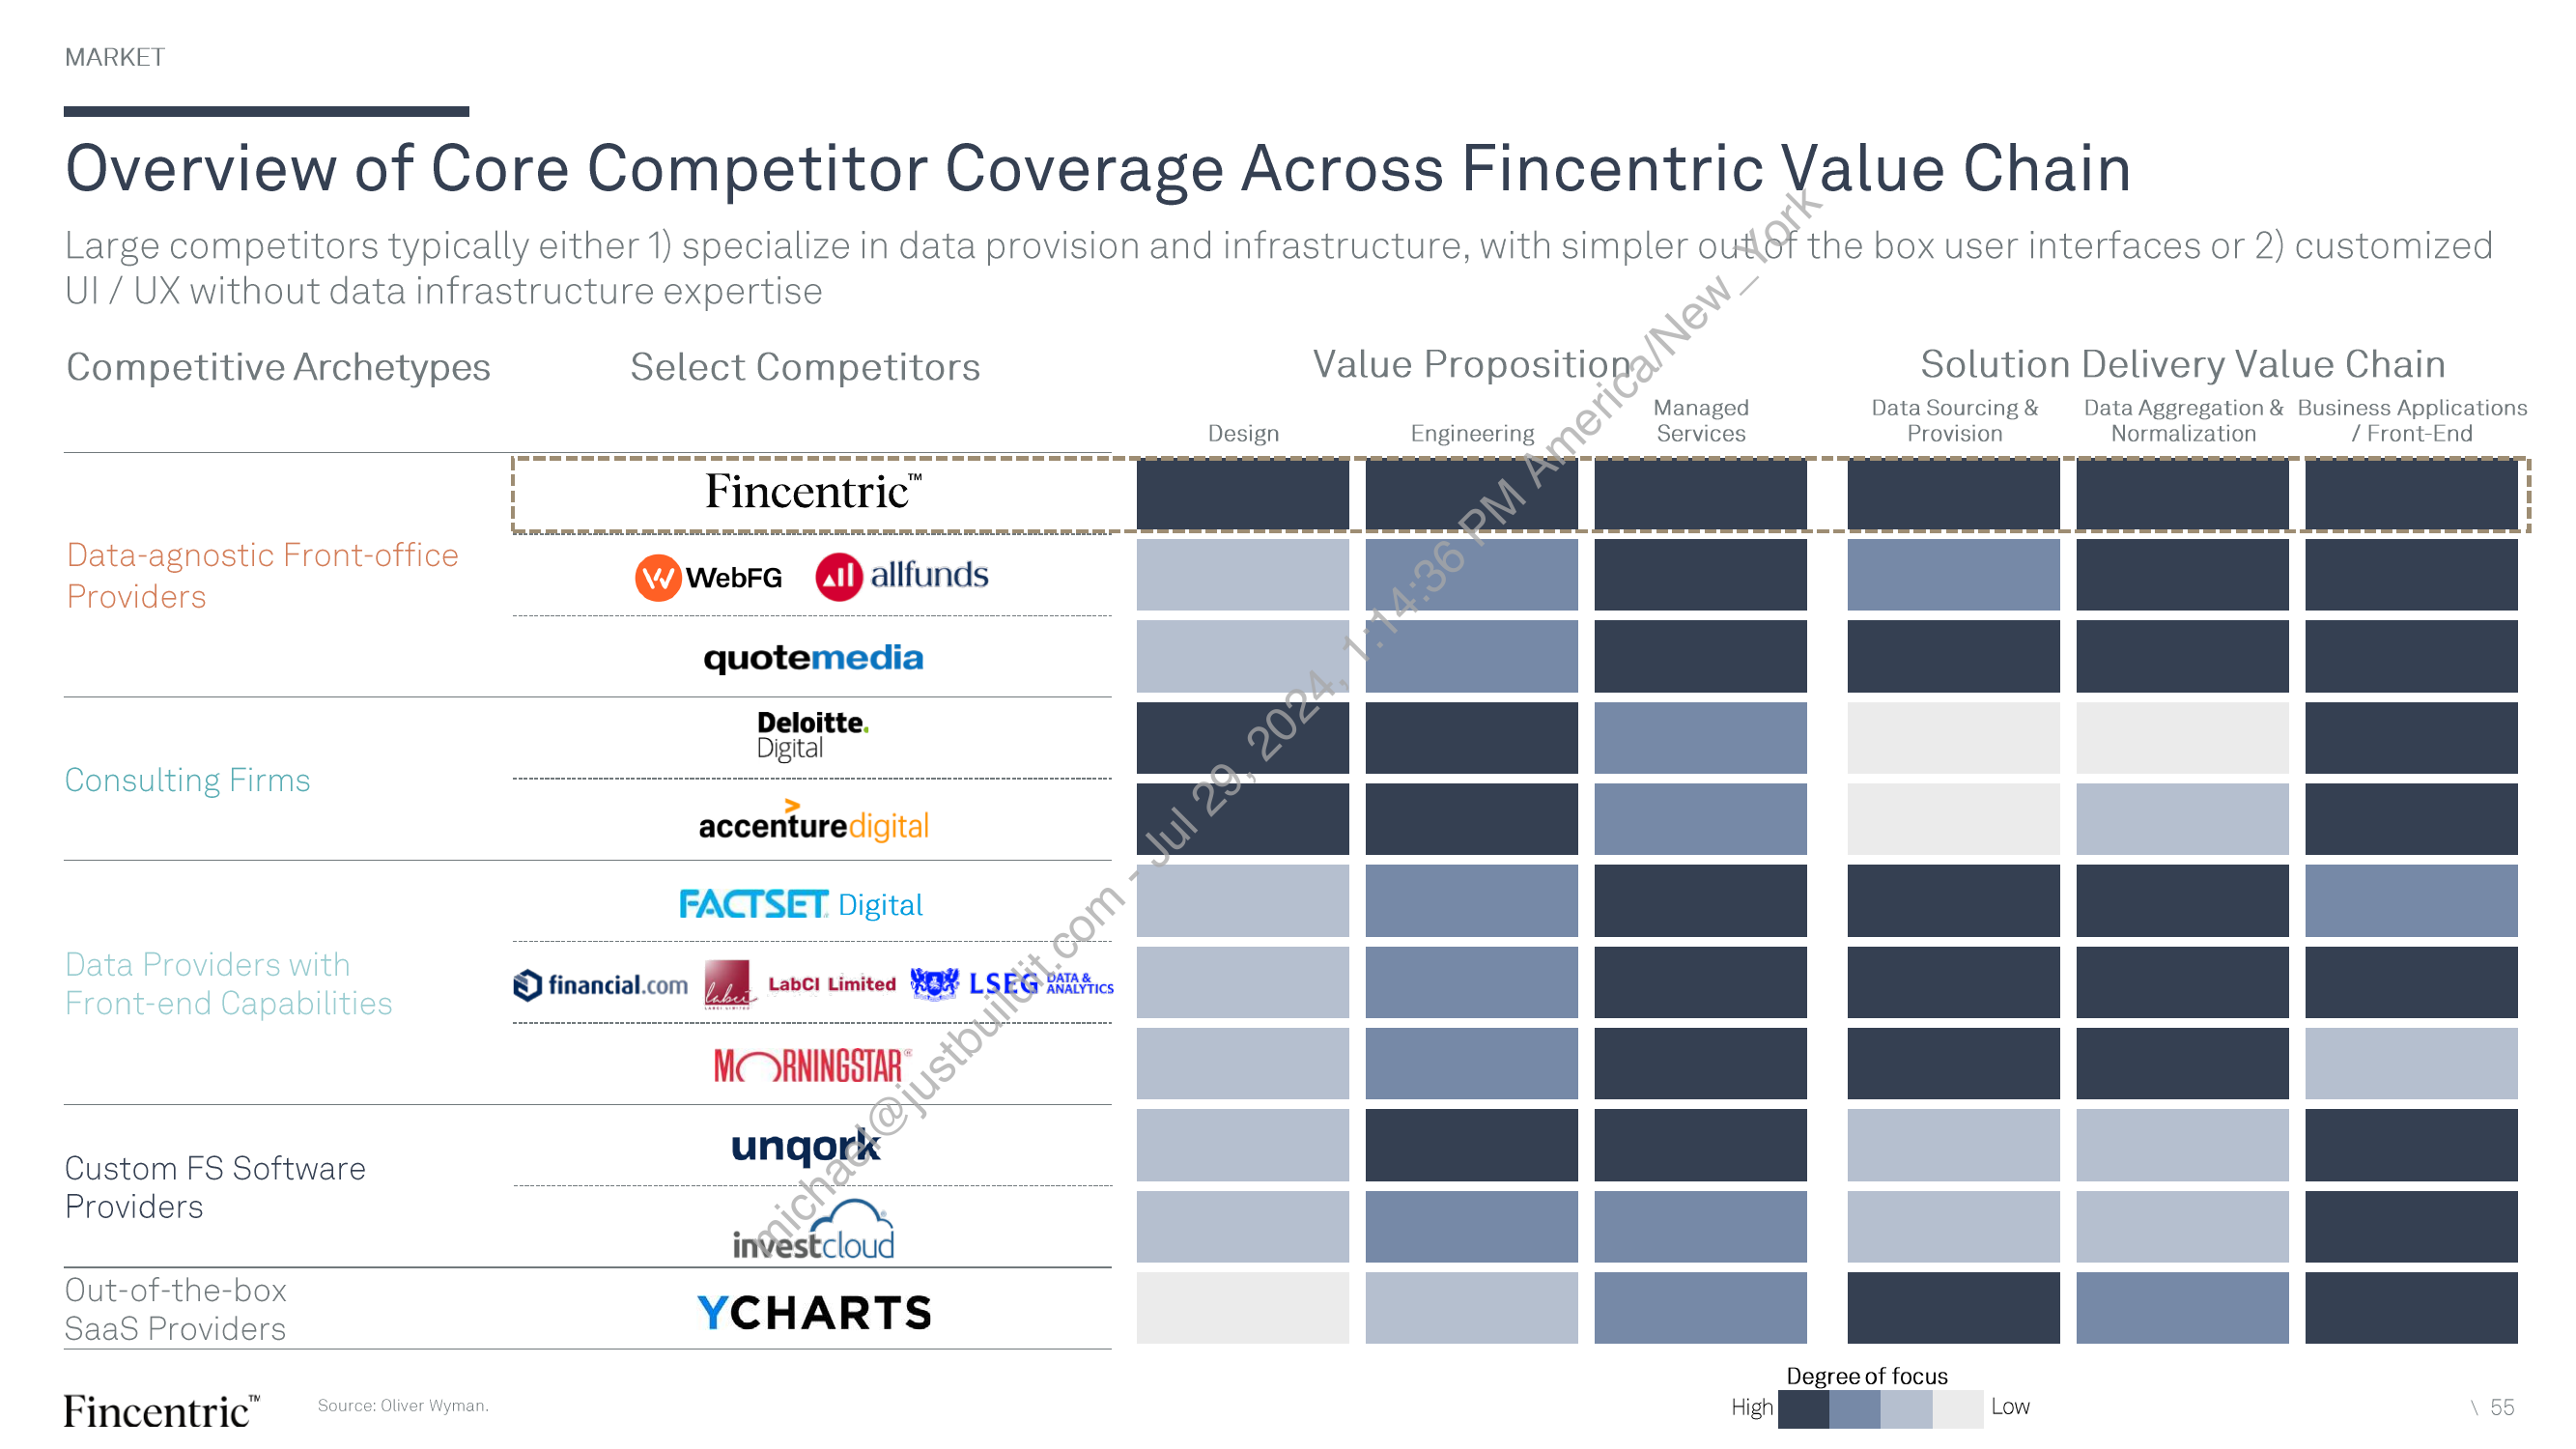 MARKET
Overview of Core Competitor Coverage Across Fincentric Value Chain
Large competitors typically either 1) specialize in data provision and infrastructure, with simpler out of the box user interfaces or 2) customized
UI / UX without data infrastructure expertise
Competitive Archetypes
Select Competitors
Value Proposition
Solution Delivery Value Chain
Design
Engineering
Managed
Services
Data Sourcing &
Provision
Data Aggregation &
Normalization
Business Applications
/ Front-End
Data-agnostic Front-office
Providers
Fincentric™
WebFG
allfunds
quotemedia
Consulting Firms
Deloitte.
Digital
accenturedigital
Data Providers with
Front-end Capabilities
FACTSET Digital
financial.com
labci
LABCI LIMITED
LabCI Limited
LSEG DATA &
ANALYTICS
MORNINGSTAR®
Custom FS Software
Providers
unqork
investcloud®
Out-of-the-box
SaaS Providers
YCHARTS
michael@justbuildit.com - Jul 29, 2024, 1:14:36 PM America/New_York
Degree of focus
High
Low
Fincentric™
Source: Oliver Wyman.
\ 55